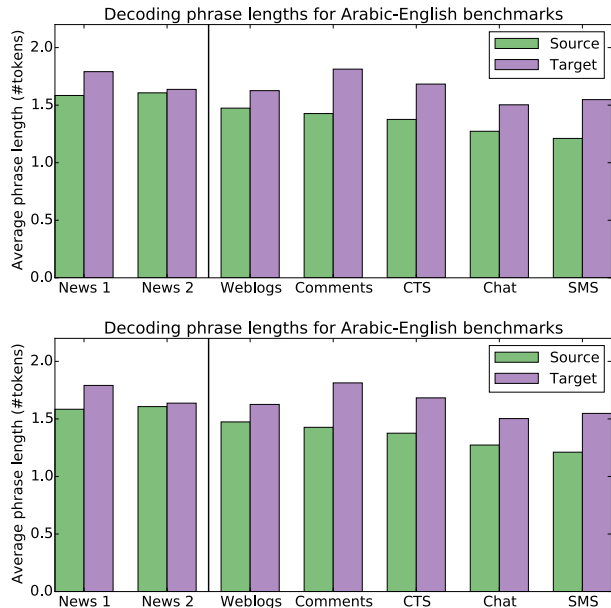 Decoding phrase lengths for Arabic-English benchmarks
Average phrase length (#tokens)
2.0
1.5
1.0
0.5
0.0
Source
Target
News 1 News 2 Weblogs Comments CTS Chat SMS
Decoding phrase lengths for Arabic-English benchmarks
Average phrase length (#tokens)
2.0
1.5
1.0
0.5
0.0
Source
Target
News 1 News 2 Weblogs Comments CTS Chat SMS